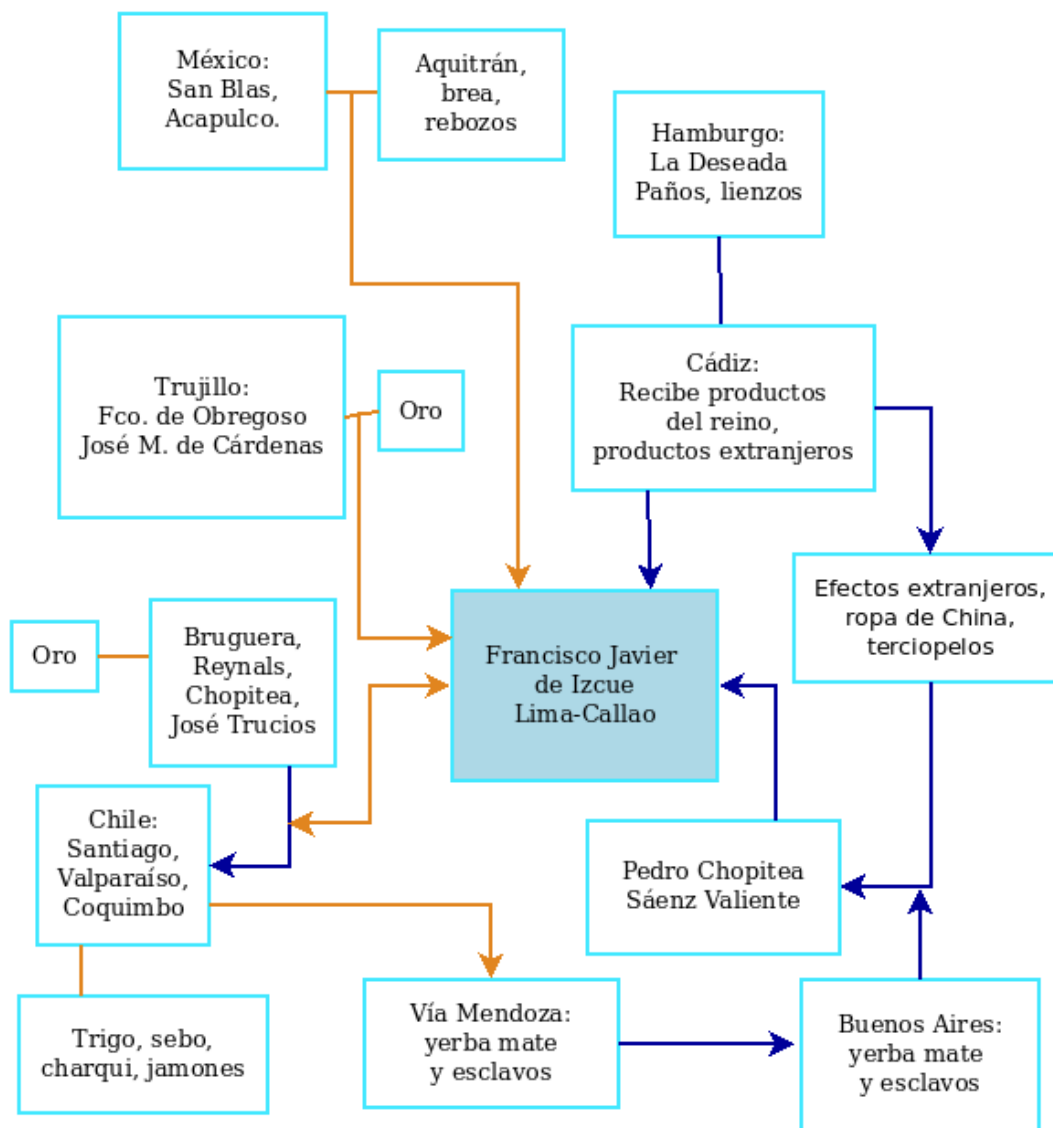 México:
San Blas,
Acapulco.
Aquitrán,
brea,
rebozos
Hamburgo:
La Deseada
Paños, lienzos
Trujillo:
Fco. de Obregoso
José M. de Cárdenas
Oro
Cádiz:
Recibe productos
del reino,
productos extranjeros
Efectos extranjeros,
ropa de China,
terciopelos
Oro
Bruguera,
Reynals,
Chopitea,
José Trucios
Francisco Javier
de Izcue
Lima-Callao
Chile:
Santiago,
Valparaíso,
Coquimbo
Pedro Chopitea
Sáenz Valiente
Trigo, sebo,
charqui, jamones
Vía Mendoza:
yerba mate
y esclavos
Buenos Aires:
yerba mate
y esclavos